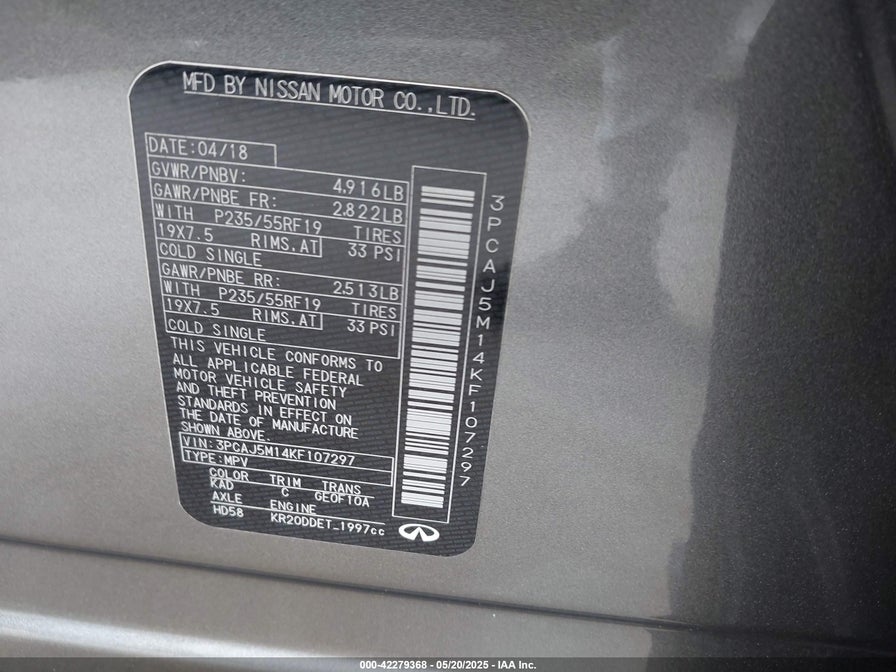 MFD BY NISSAN MOTOR CO.,LTD.
DATE:04/18
GVWR/PNBV: 4.916LB
GAWR/PNBE FR: 2.822LB
WITH P235/55RF19 TIRES
19X7.5 RIMS,AT 33 PSI
COLD SINGLE
GAWR/PNBE RR: 2.513LB
WITH P235/55RF19 TIRES
19X7.5 RIMS,AT 33 PSI
COLD SINGLE
THIS VEHICLE CONFORMS TO
ALL APPLICABLE FEDERAL
MOTOR VEHICLE SAFETY
AND THEFT PREVENTION
STANDARDS IN EFFECT ON
THE DATE OF MANUFACTURE
SHOWN ABOVE.
VIN: 3PCAJ5M14KF107297
TYPE: MPV
COLOR TRIM TRANS
KAD C GE0F10A
AXLE ENGINE
HD58 KR20DDET_1997cc
3PCAJ5M14KF107297
000-42279368 - 05/20/2025 - IAA Inc.